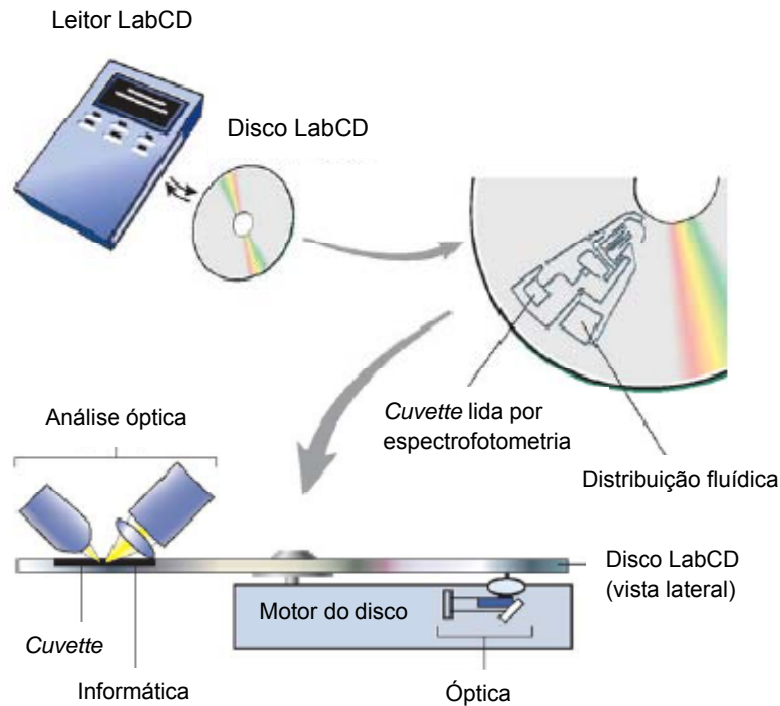 Leitor LabCD
Disco LabCD
Cuvette lida por
espectrofotometria
Distribuição fluídica
Análise óptica
Disco LabCD
(vista lateral)
Motor do disco
Cuvette
Informática
Óptica